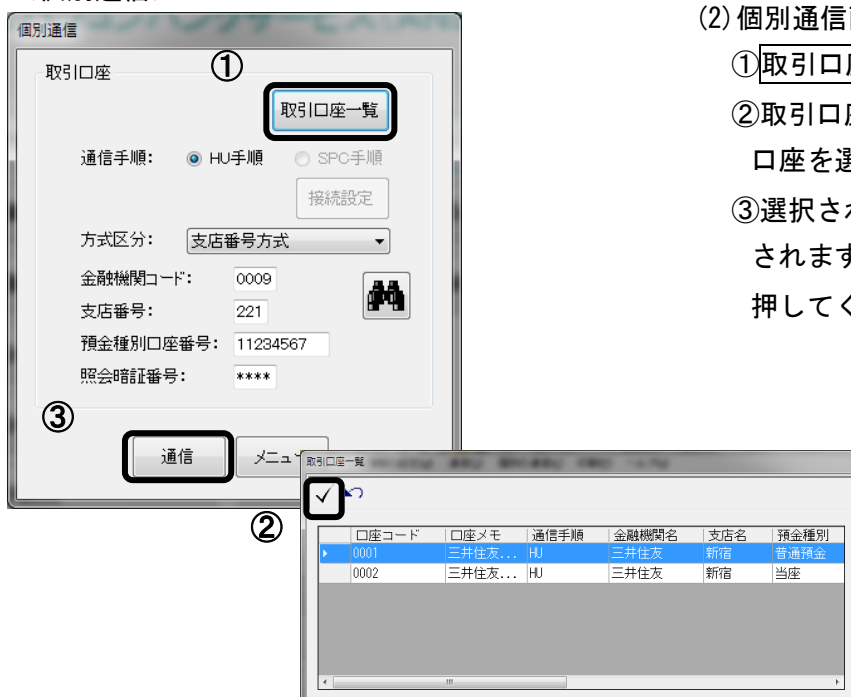 個別通信
取引口座
①
取引口座一覧
通信手順: HU手順 SPC手順
接続設定
方式区分: 支店番号方式
金融機関コード: 0009
支店番号: 221
預金種別口座番号: 11234567
照会暗証番号: ****
③
通信
メニュー
②
取引口座一覧
口座コード 口座メモ 通信手順 金融機関名 支店名 預金種別
0001 三井住友... HU 三井住友 新宿 普通預金
0002 三井住友... HU 三井住友 新宿 当座
(2)個別通信
①取引口
②取引口
口座を選
③選択さ
されます
押してく